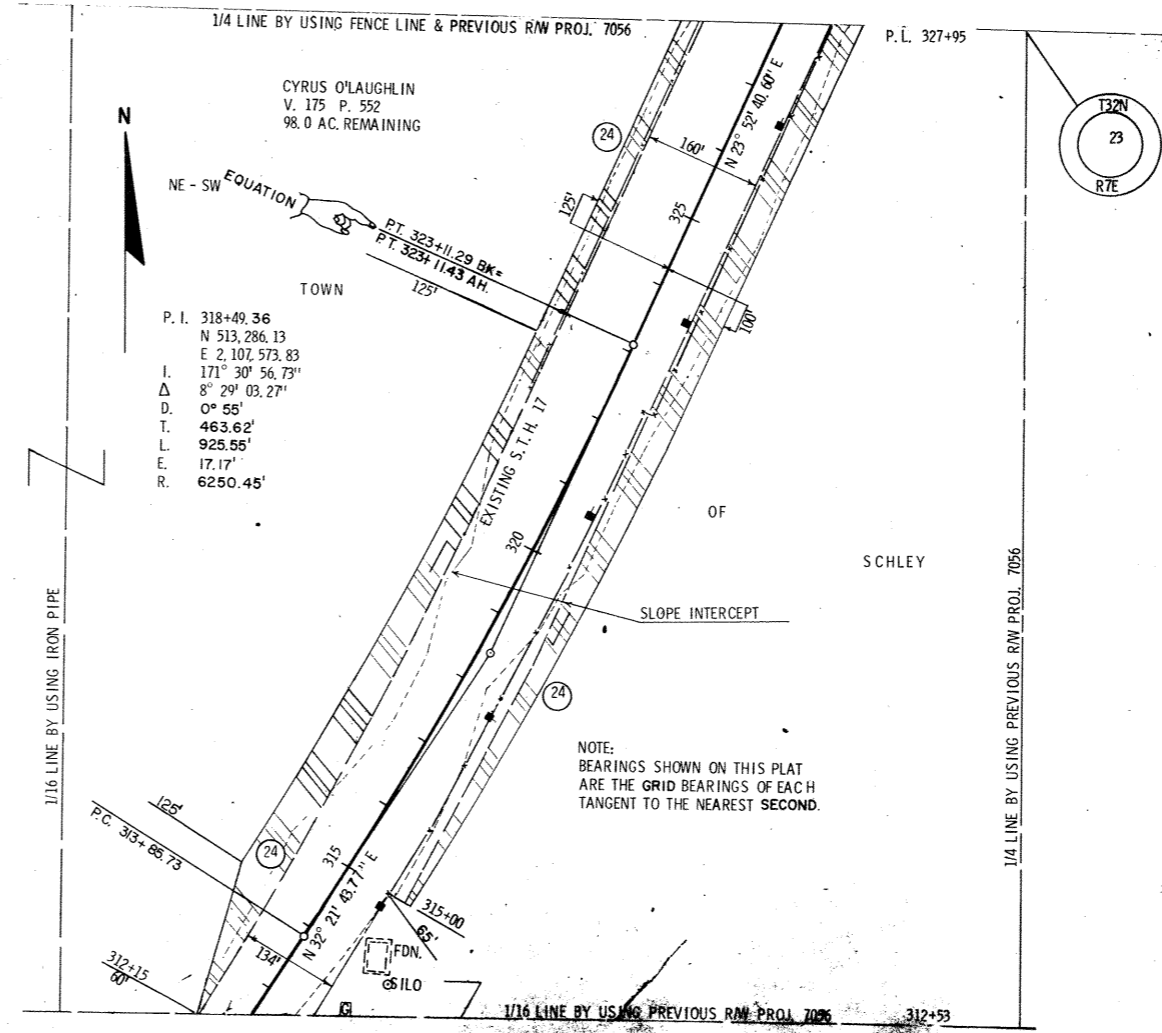 1/4 LINE BY USING FENCE LINE & PREVIOUS R/W PROJ. 7056
P.L. 327+95
CYRUS O'LAUGHLIN
V. 175 P. 552
98.0 AC. REMAINING
N
T32N
23
R7E
24
160'
N 23° 52' 40.60" E
NE - SW
EQUATION
125'
325
P.T. 323+11.29 BK=
P.T. 323+11.43 AH.
125'
100'
TOWN
P. I. 318+49.36
N 513,286.13
E 2,107,573.83
I. 171° 30' 56.73"
Δ 8° 29' 03.27"
D. 0° 55'
T. 463.62'
L. 925.55'
E. 17.17'
R. 6250.45'
EXISTING S.T.H. 17
320
OF
SCHLEY
SLOPE INTERCEPT
1/16 LINE BY USING IRON PIPE
1/4 LINE BY USING PREVIOUS R/W PROJ. 7056
24
NOTE:
BEARINGS SHOWN ON THIS PLAT
ARE THE GRID BEARINGS OF EACH
TANGENT TO THE NEAREST SECOND.
125'
P.C. 313+85.73
24
315
N 32° 21' 43.77" E
315+00
65'
134'
FDN.
SILO
312+15
60'
G
1/16 LINE BY USING PREVIOUS R/W PROJ. 7056
312+53